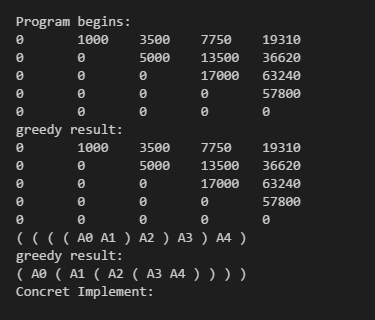 Program begins:
0 1000 3500 7750 19310
0 0 5000 13500 36620
0 0 0 17000 63240
0 0 0 0 57800
0 0 0 0 0
greedy result:
0 1000 3500 7750 19310
0 0 5000 13500 36620
0 0 0 17000 63240
0 0 0 0 57800
0 0 0 0 0
( ( ( ( A0 A1 ) A2 ) A3 ) A4 )
greedy result:
( A0 ( A1 ( A2 ( A3 A4 ) ) ) )
Concret Implement: